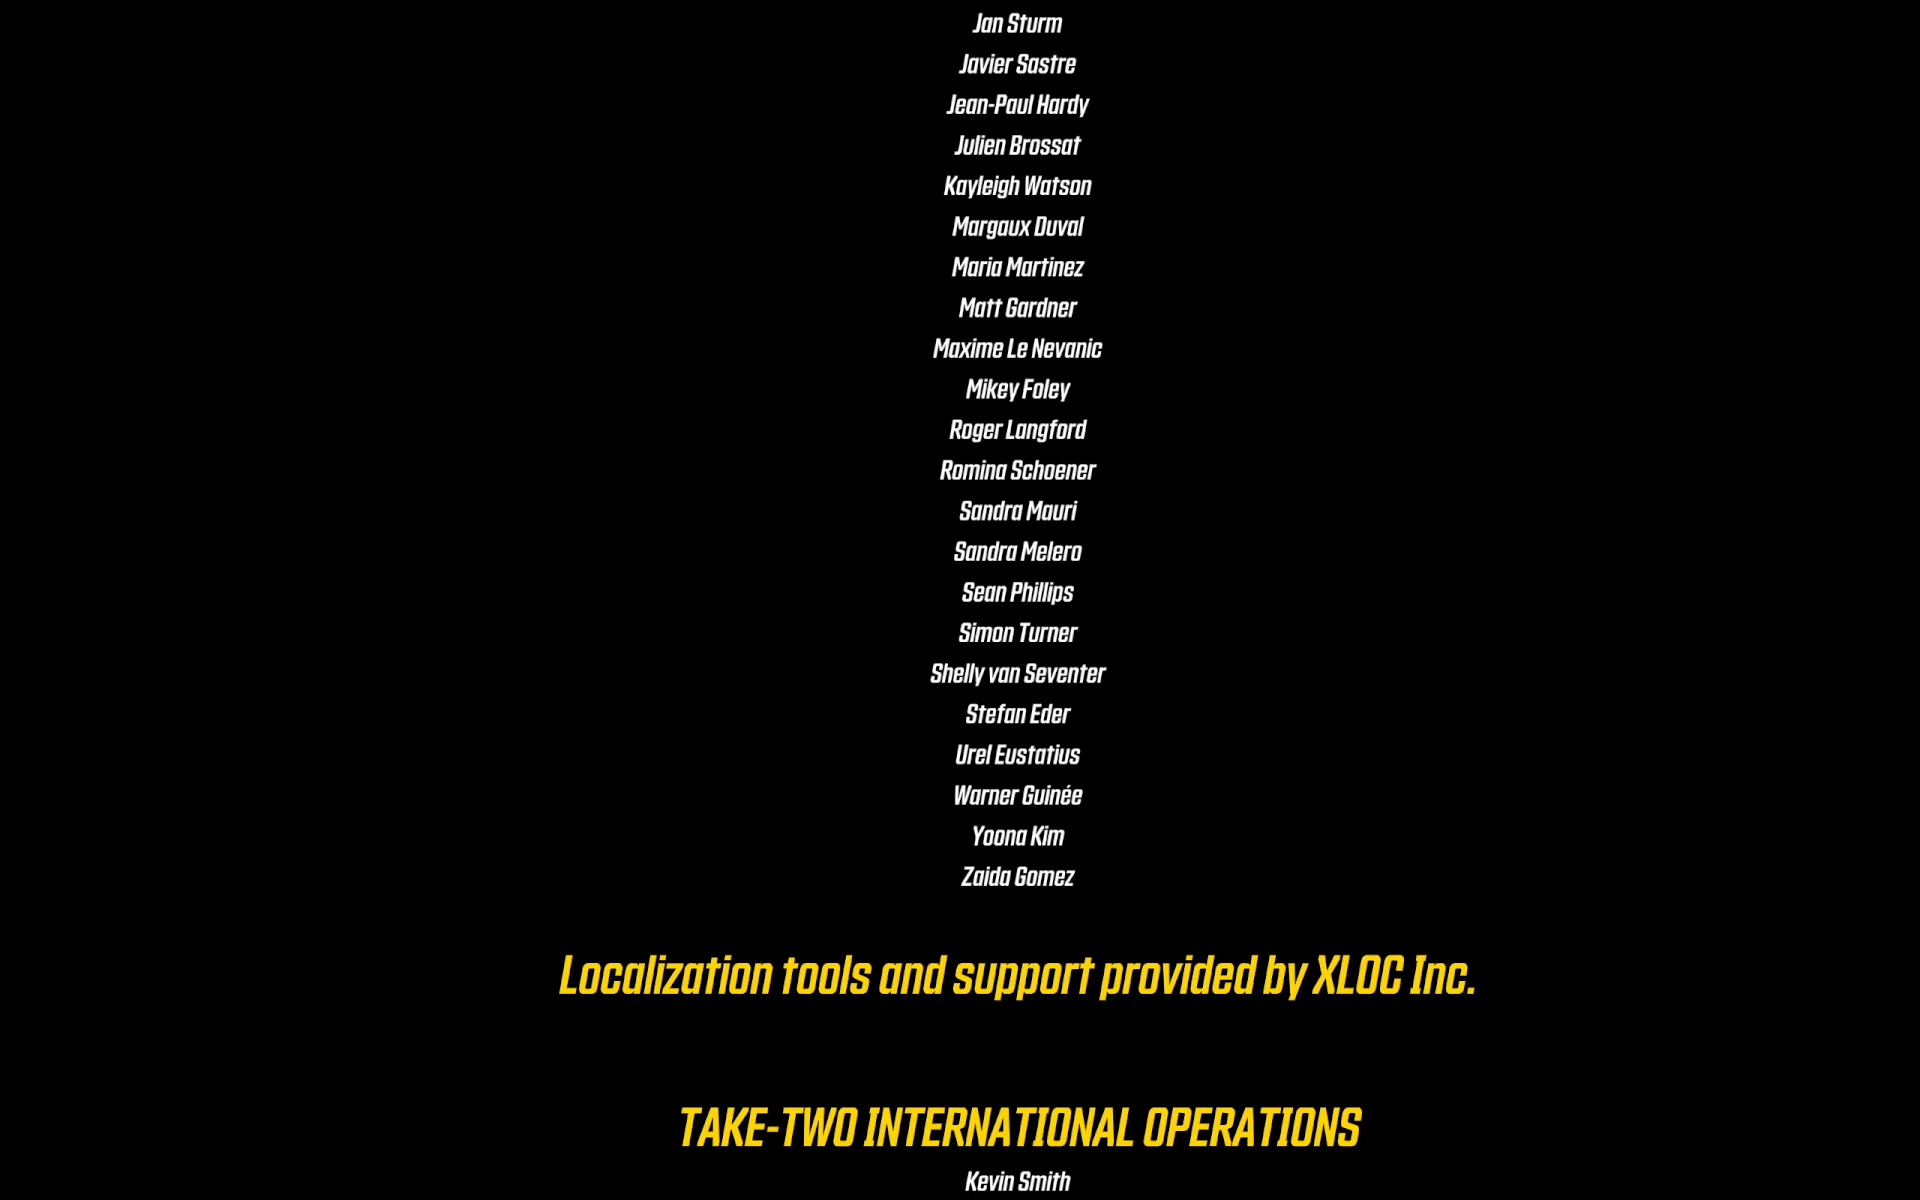 Jan Sturm
Javier Sastre
Jean-Paul Hardy
Julien Brossat
Kayleigh Watson
Margaux Duval
Maria Martinez
Matt Gardner
Maxime Le Nevanic
Mikey Foley
Roger Langford
Romina Schoener
Sandra Mauri
Sandra Melero
Sean Phillips
Simon Turner
Shelly van Seventer
Stefan Eder
Urel Eustatius
Warner Guinée
Yoona Kim
Zaida Gomez
Localization tools and support provided by XLOC Inc.
TAKE-TWO INTERNATIONAL OPERATIONS
Kevin Smith